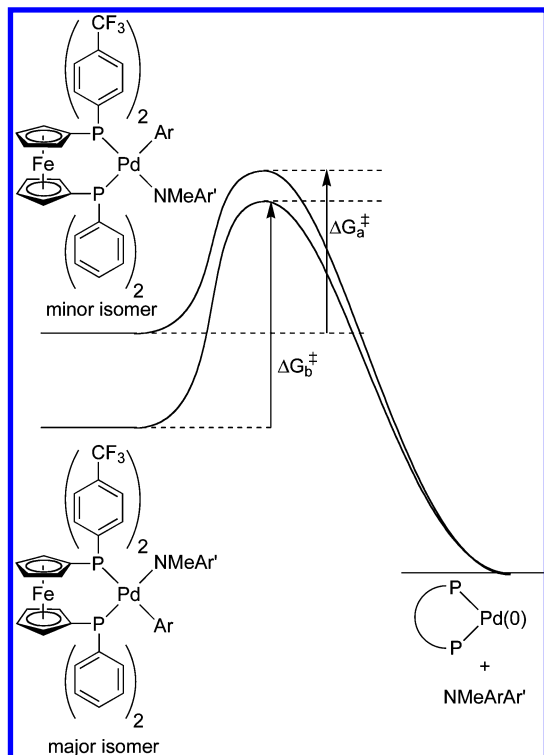 CF3
2
P
Ar
Fe
Pd
P
NMeAr'
2
minor isomer
ΔGa‡
ΔGb‡
CF3
2
P
NMeAr'
Fe
Pd
P
Ar
2
major isomer
P
Pd(0)
P
+
NMeArAr'